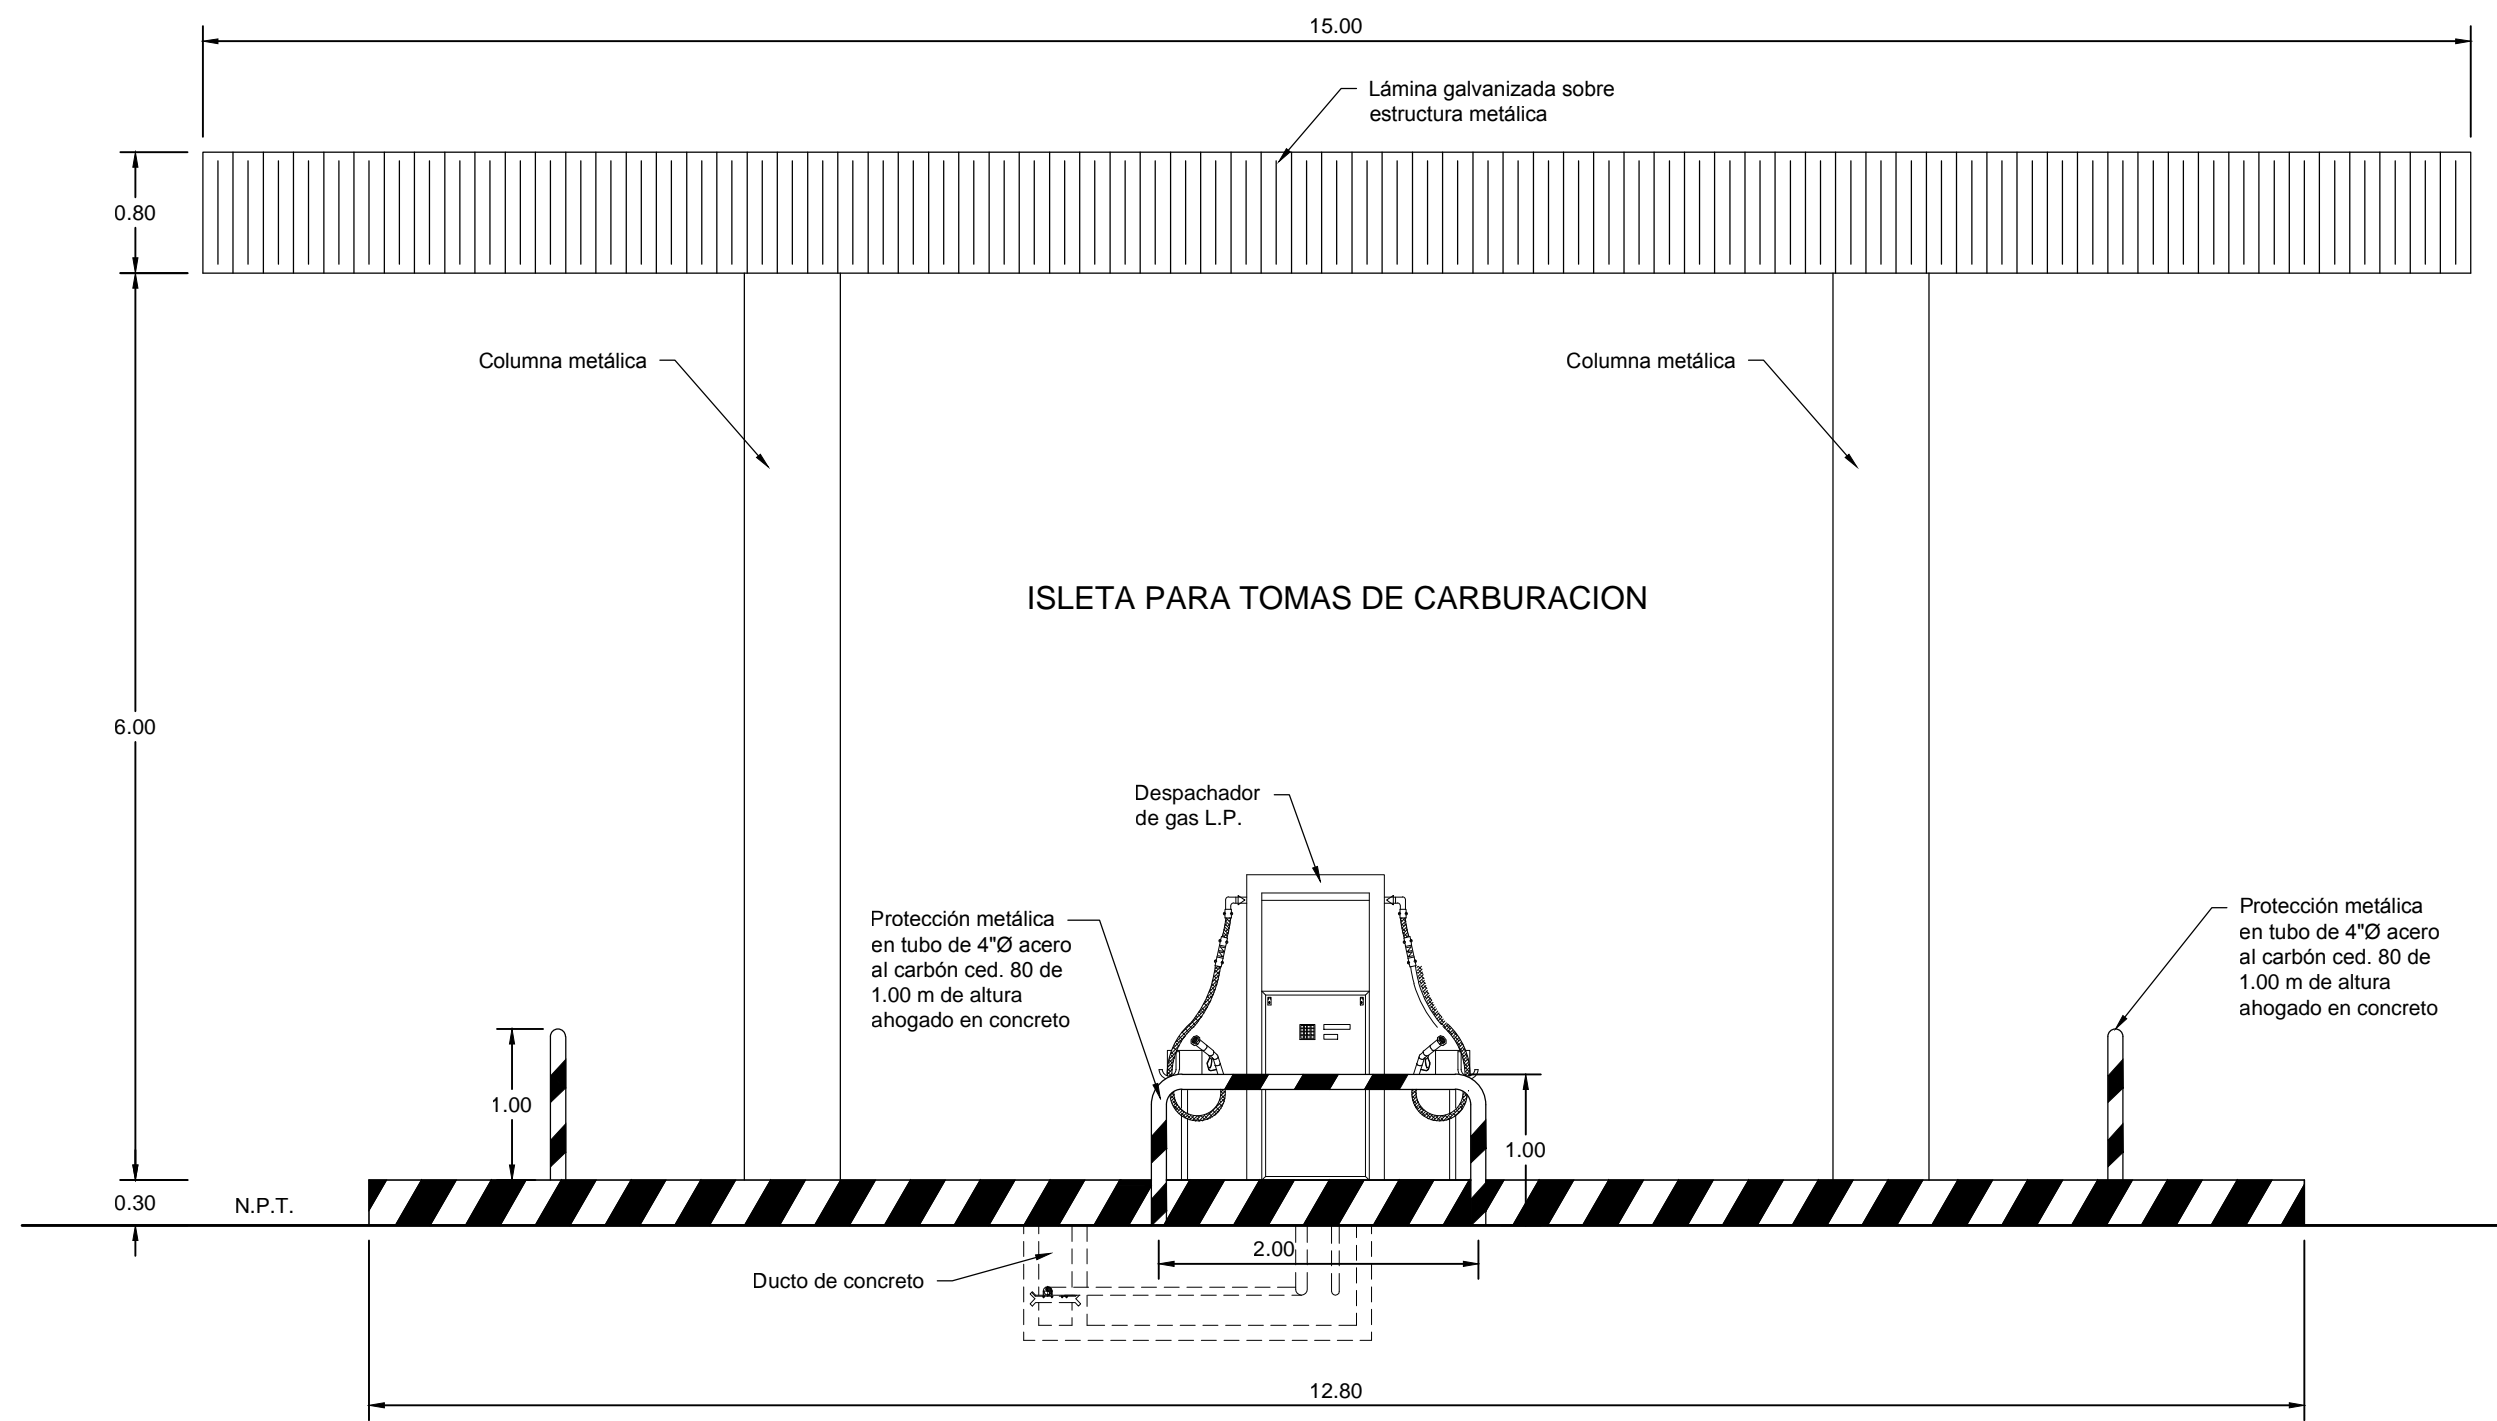 15.00
Lámina galvanizada sobre
estructura metálica
0.80
Columna metálica
Columna metálica
ISLETA PARA TOMAS DE CARBURACION
6.00
Despachador
de gas L.P.
Protección metálica
en tubo de 4"Ø acero
al carbón ced. 80 de
1.00 m de altura
ahogado en concreto
Protección metálica
en tubo de 4"Ø acero
al carbón ced. 80 de
1.00 m de altura
ahogado en concreto
1.00
1.00
0.30
N.P.T.
2.00
Ducto de concreto
12.80